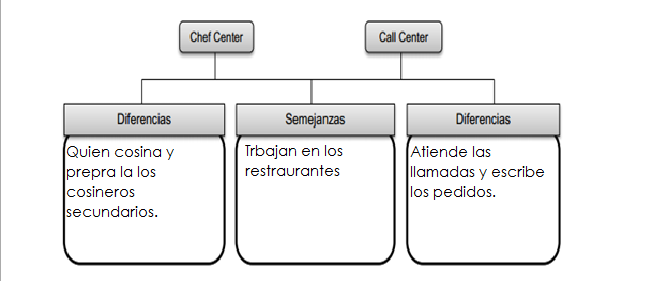 Chef Center
Call Center
Diferencias
Semejanzas
Diferencias
Quien cosina y
prepra la los
cosineros
secundarios.
Trbajan en los
restraurantes
Atiende las
llamadas y escribe
los pedidos.